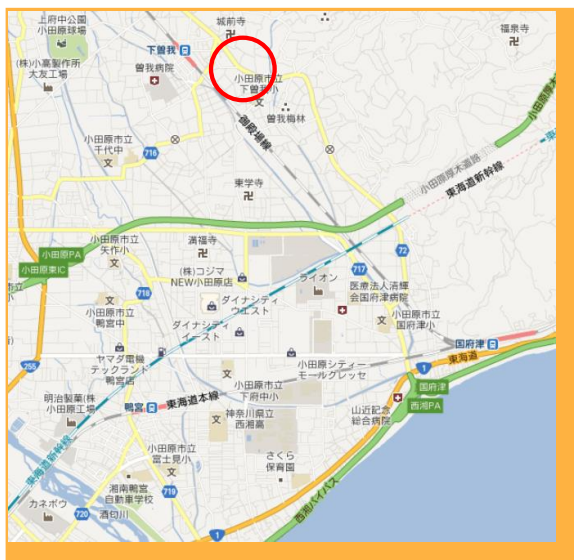 上府中公園
小田原球場
城前寺
福泉寺
下曽我
(株)小高製作所
大友工場
曽我病院
小田原市立
下曽我小
曽我梅林
小田原厚木
御殿場線
小田原市立
千代中
716
小田原厚木道路
東海道新幹線
東学寺
小田原市立
矢作小
満福寺
72
小田原PA
小田原東IC
(株)コジマ
NEW小田原店
ライオン
717
医療法人清輝
会国府津病院
718
ダイナシティ
ウエスト
小田原市立
鴨宮中
ダイナシティ
イースト
小田原市立
国府津小
国府津
東海道
ヤマダ電機
テックランド
鴨宮店
255
小田原シティー
モールグレッセ
1
国府津
西湘PA
小田原市立
下府中小
明治製菓(株
小田原工場
鴨宮
東海道本線
神奈川県立
西湘高
山近記念
総合病院
小田原市立
富士見小
さくら
保育園
東海道新幹線
湘南鴨宮
自動車学校
719
カネボウ
720
酒匂川
1
西湘バイパス